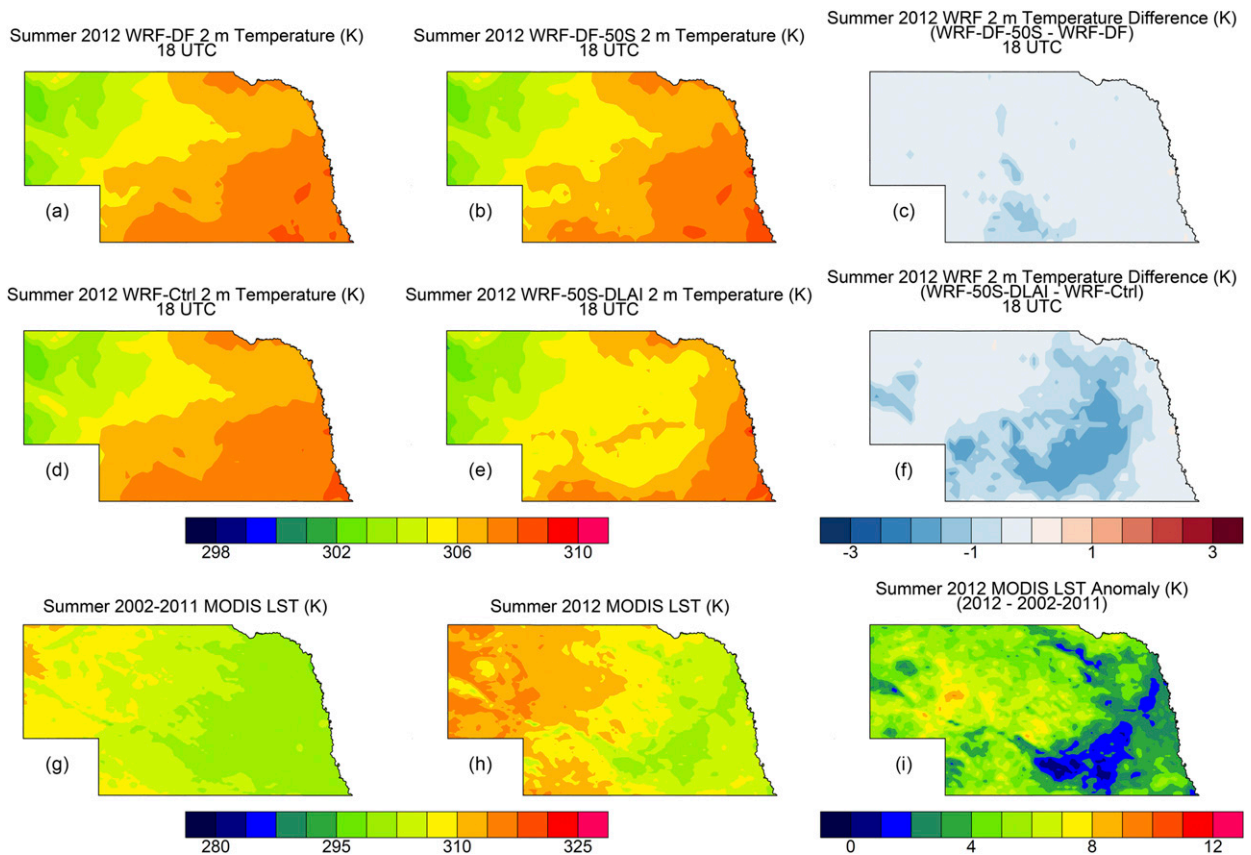 Summer 2012 WRF-DF 2 m Temperature (K)
18 UTC
Summer 2012 WRF-DF-50S 2 m Temperature (K)
18 UTC
Summer 2012 WRF 2 m Temperature Difference (K)
(WRF-DF-50S - WRF-DF)
18 UTC
(a)
(b)
(c)
Summer 2012 WRF-Ctrl 2 m Temperature (K)
18 UTC
Summer 2012 WRF-50S-DLAI 2 m Temperature (K)
18 UTC
Summer 2012 WRF 2 m Temperature Difference (K)
(WRF-50S-DLAI - WRF-Ctrl)
18 UTC
(d)
(e)
(f)
298 302 306 310
-3 -1 1 3
Summer 2002-2011 MODIS LST (K)
Summer 2012 MODIS LST (K)
Summer 2012 MODIS LST Anomaly (K)
(2012 - 2002-2011)
(g)
(h)
(i)
280 295 310 325
0 4 8 12